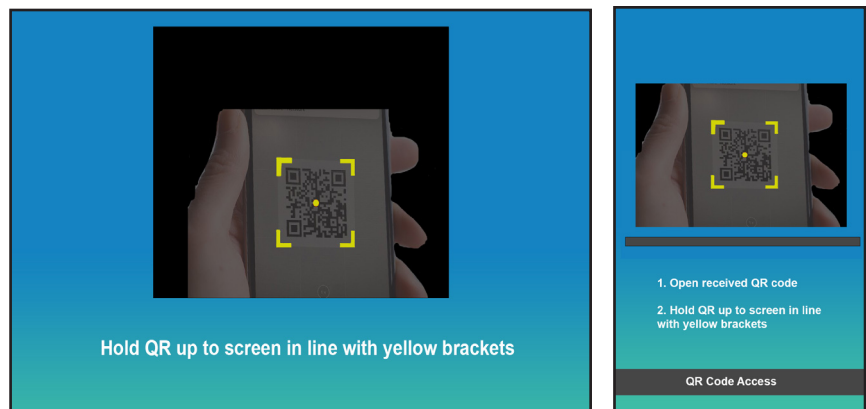 Hold QR up to screen in line with yellow brackets
1. Open received QR code
2. Hold QR up to screen in line
with yellow brackets
QR Code Access